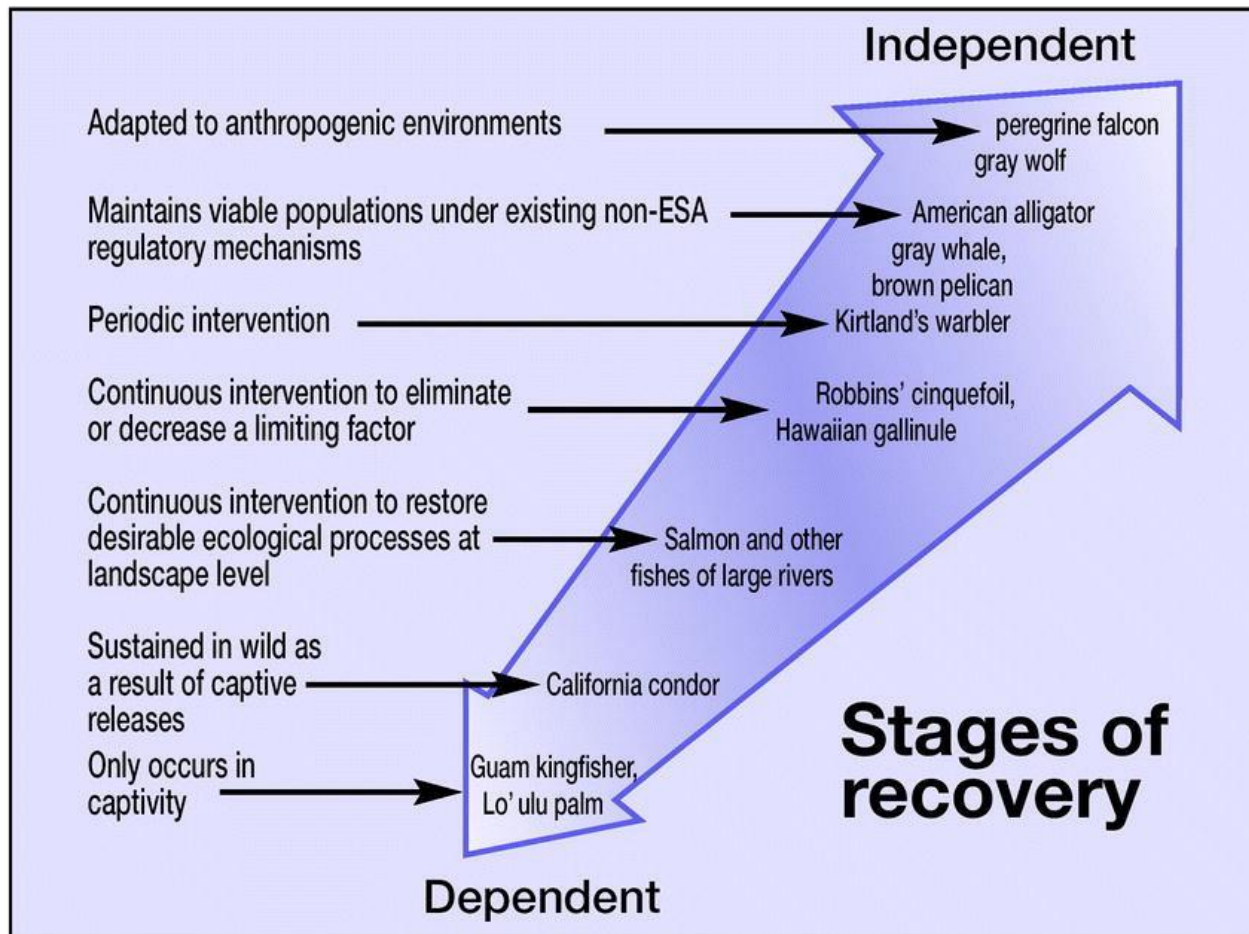 Independent
Adapted to anthropogenic environments
peregrine falcon
gray wolf
Maintains viable populations under existing non-ESA
regulatory mechanisms
American alligator
gray whale,
brown pelican
Periodic intervention
Kirtland's warbler
Continuous intervention to eliminate
or decrease a limiting factor
Robbins' cinquefoil,
Hawaiian gallinule
Continuous intervention to restore
desirable ecological processes at
landscape level
Salmon and other
fishes of large rivers
Sustained in wild as
a result of captive
releases
California condor
Only occurs in
captivity
Guam kingfisher,
Lo' ulu palm
Stages of
recovery
Dependent